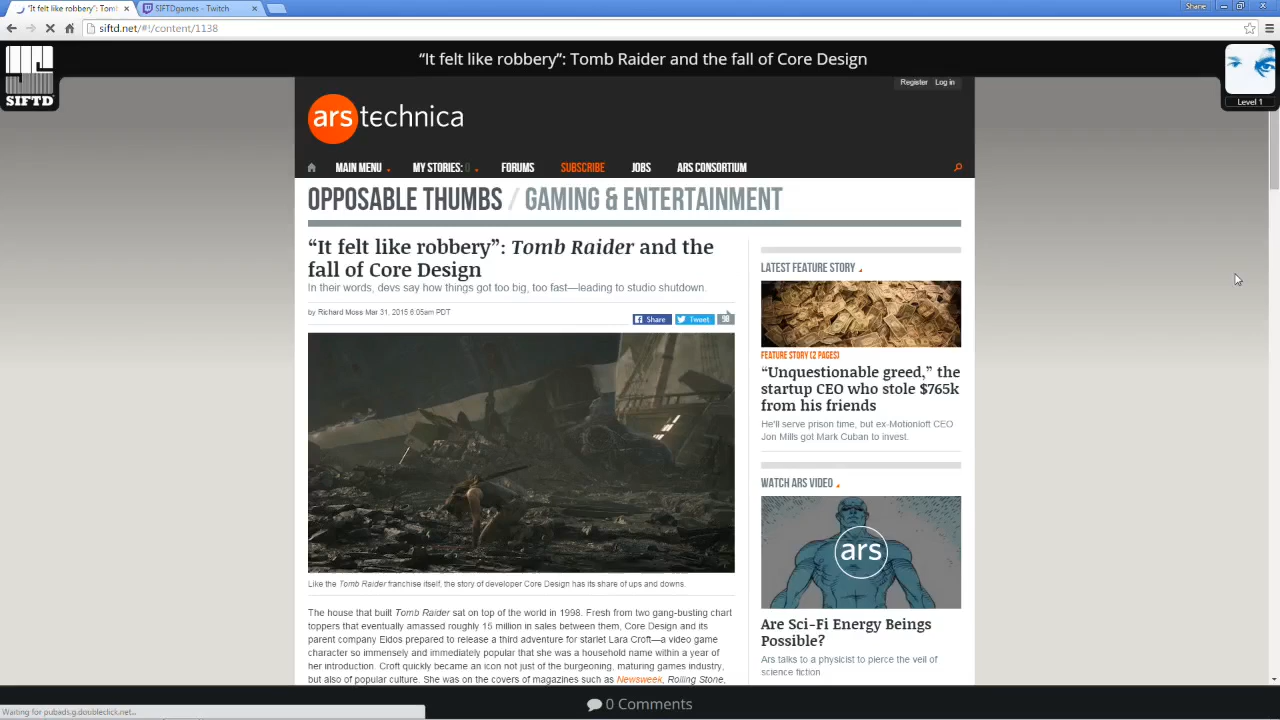 "It felt like robbery": Tomb
SIFTDgames - Twitch
Shane
siftd.net/#!/content/1138
SIFTD
“It felt like robbery”: Tomb Raider and the fall of Core Design
Level 1
Register Log in
ars technica
MAIN MENU
MY STORIES: 0
FORUMS
SUBSCRIBE
JOBS
ARS CONSORTIUM
OPPOSABLE THUMBS / GAMING & ENTERTAINMENT
“It felt like robbery”: Tomb Raider and the
fall of Core Design
In their words, devs say how things got too big, too fast—leading to studio shutdown.
by Richard Moss Mar 31, 2015 6:05am PDT
Share
Tweet
98
Like the Tomb Raider franchise itself, the story of developer Core Design has its share of ups and downs.
The house that built Tomb Raider sat on top of the world in 1998. Fresh from two gang-busting chart
toppers that eventually amassed roughly 15 million in sales between them, Core Design and its
parent company Eidos prepared to release a third adventure for starlet Lara Croft—a video game
character so immensely and immediately popular that she was a household name within a year of
her introduction. Croft quickly became an icon not just of the burgeoning, maturing games industry,
but also of popular culture. She was on the covers of magazines such as Newsweek, Rolling Stone,
LATEST FEATURE STORY
FEATURE STORY (2 PAGES)
“Unquestionable greed,” the
startup CEO who stole $765k
from his friends
He'll serve prison time, but ex-Motionloft CEO
Jon Mills got Mark Cuban to invest.
WATCH ARS VIDEO
ars
Are Sci-Fi Energy Beings
Possible?
Ars talks to a physicist to pierce the veil of
science fiction
0 Comments
Waiting for pubads.g.doubleclick.net...